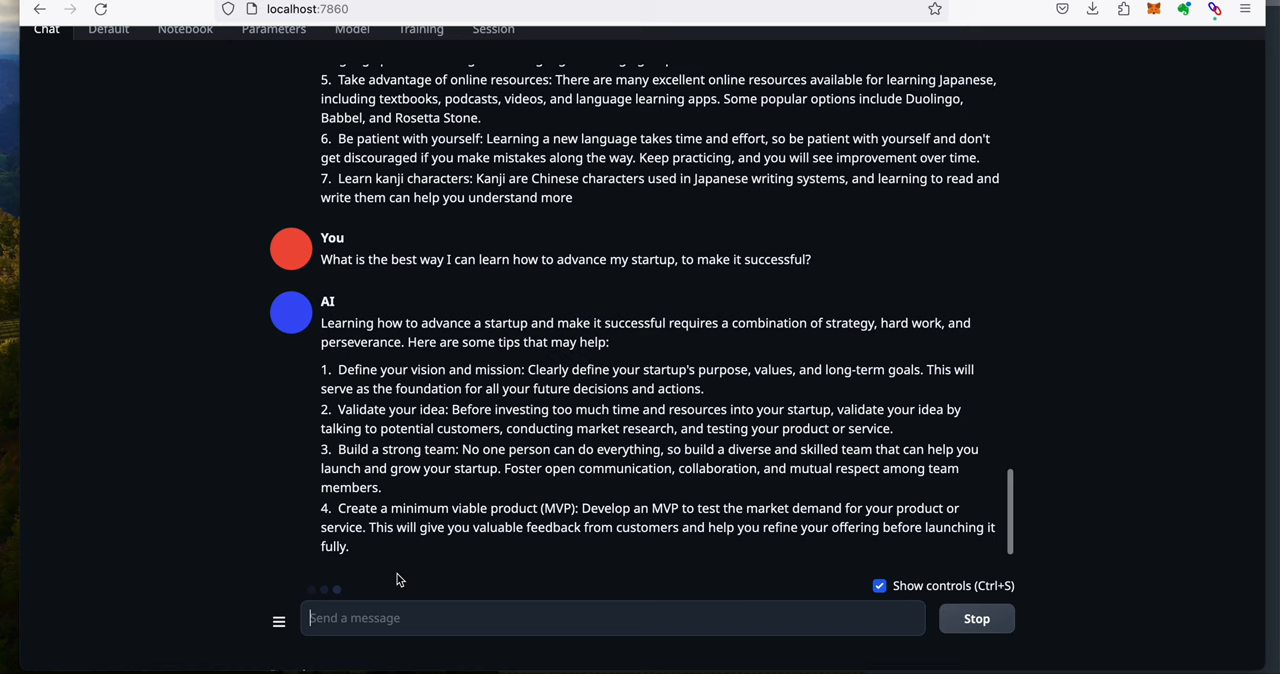 localhost:7860
Chat Default Notebook Parameters Model Training Session
5. Take advantage of online resources: There are many excellent online resources available for learning Japanese,
including textbooks, podcasts, videos, and language learning apps. Some popular options include Duolingo,
Babbel, and Rosetta Stone.
6. Be patient with yourself: Learning a new language takes time and effort, so be patient with yourself and don't
get discouraged if you make mistakes along the way. Keep practicing, and you will see improvement over time.
7. Learn kanji characters: Kanji are Chinese characters used in Japanese writing systems, and learning to read and
write them can help you understand more
You
What is the best way I can learn how to advance my startup, to make it successful?
AI
Learning how to advance a startup and make it successful requires a combination of strategy, hard work, and
perseverance. Here are some tips that may help:
1. Define your vision and mission: Clearly define your startup's purpose, values, and long-term goals. This will
serve as the foundation for all your future decisions and actions.
2. Validate your idea: Before investing too much time and resources into your startup, validate your idea by
talking to potential customers, conducting market research, and testing your product or service.
3. Build a strong team: No one person can do everything, so build a diverse and skilled team that can help you
launch and grow your startup. Foster open communication, collaboration, and mutual respect among team
members.
4. Create a minimum viable product (MVP): Develop an MVP to test the market demand for your product or
service. This will give you valuable feedback from customers and help you refine your offering before launching it
fully.
Show controls (Ctrl+S)
Send a message
Stop